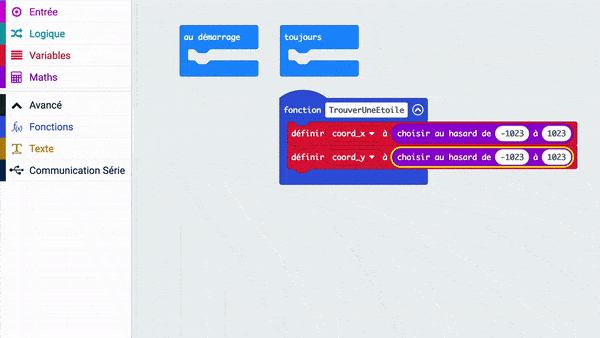 Entrée
Logique
Variables
Maths
Avancé
Fonctions
Texte
Communication Série
au démarrage
toujours
fonction TrouverUneEtoile
définir coord_x à choisir au hasard de -1023 à 1023
définir coord_y à choisir au hasard de -1023 à 1023